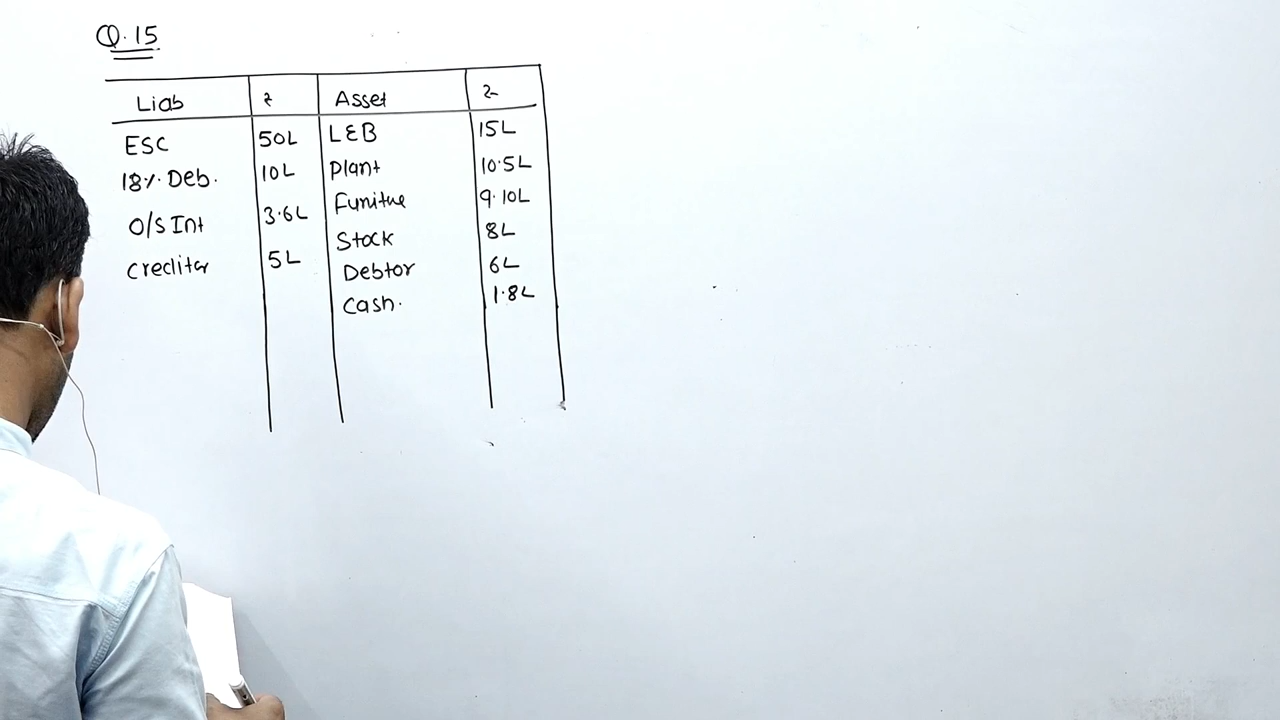 Q.15
Liab ₹ Asset ₹
ESC 50L L&B 15L
18% Deb. 10L Plant 10.5L
O/S Int 3.6L Funitue 9.10L
creditor 5L Stock 8L
Debtor 6L
Cash. 1.8L